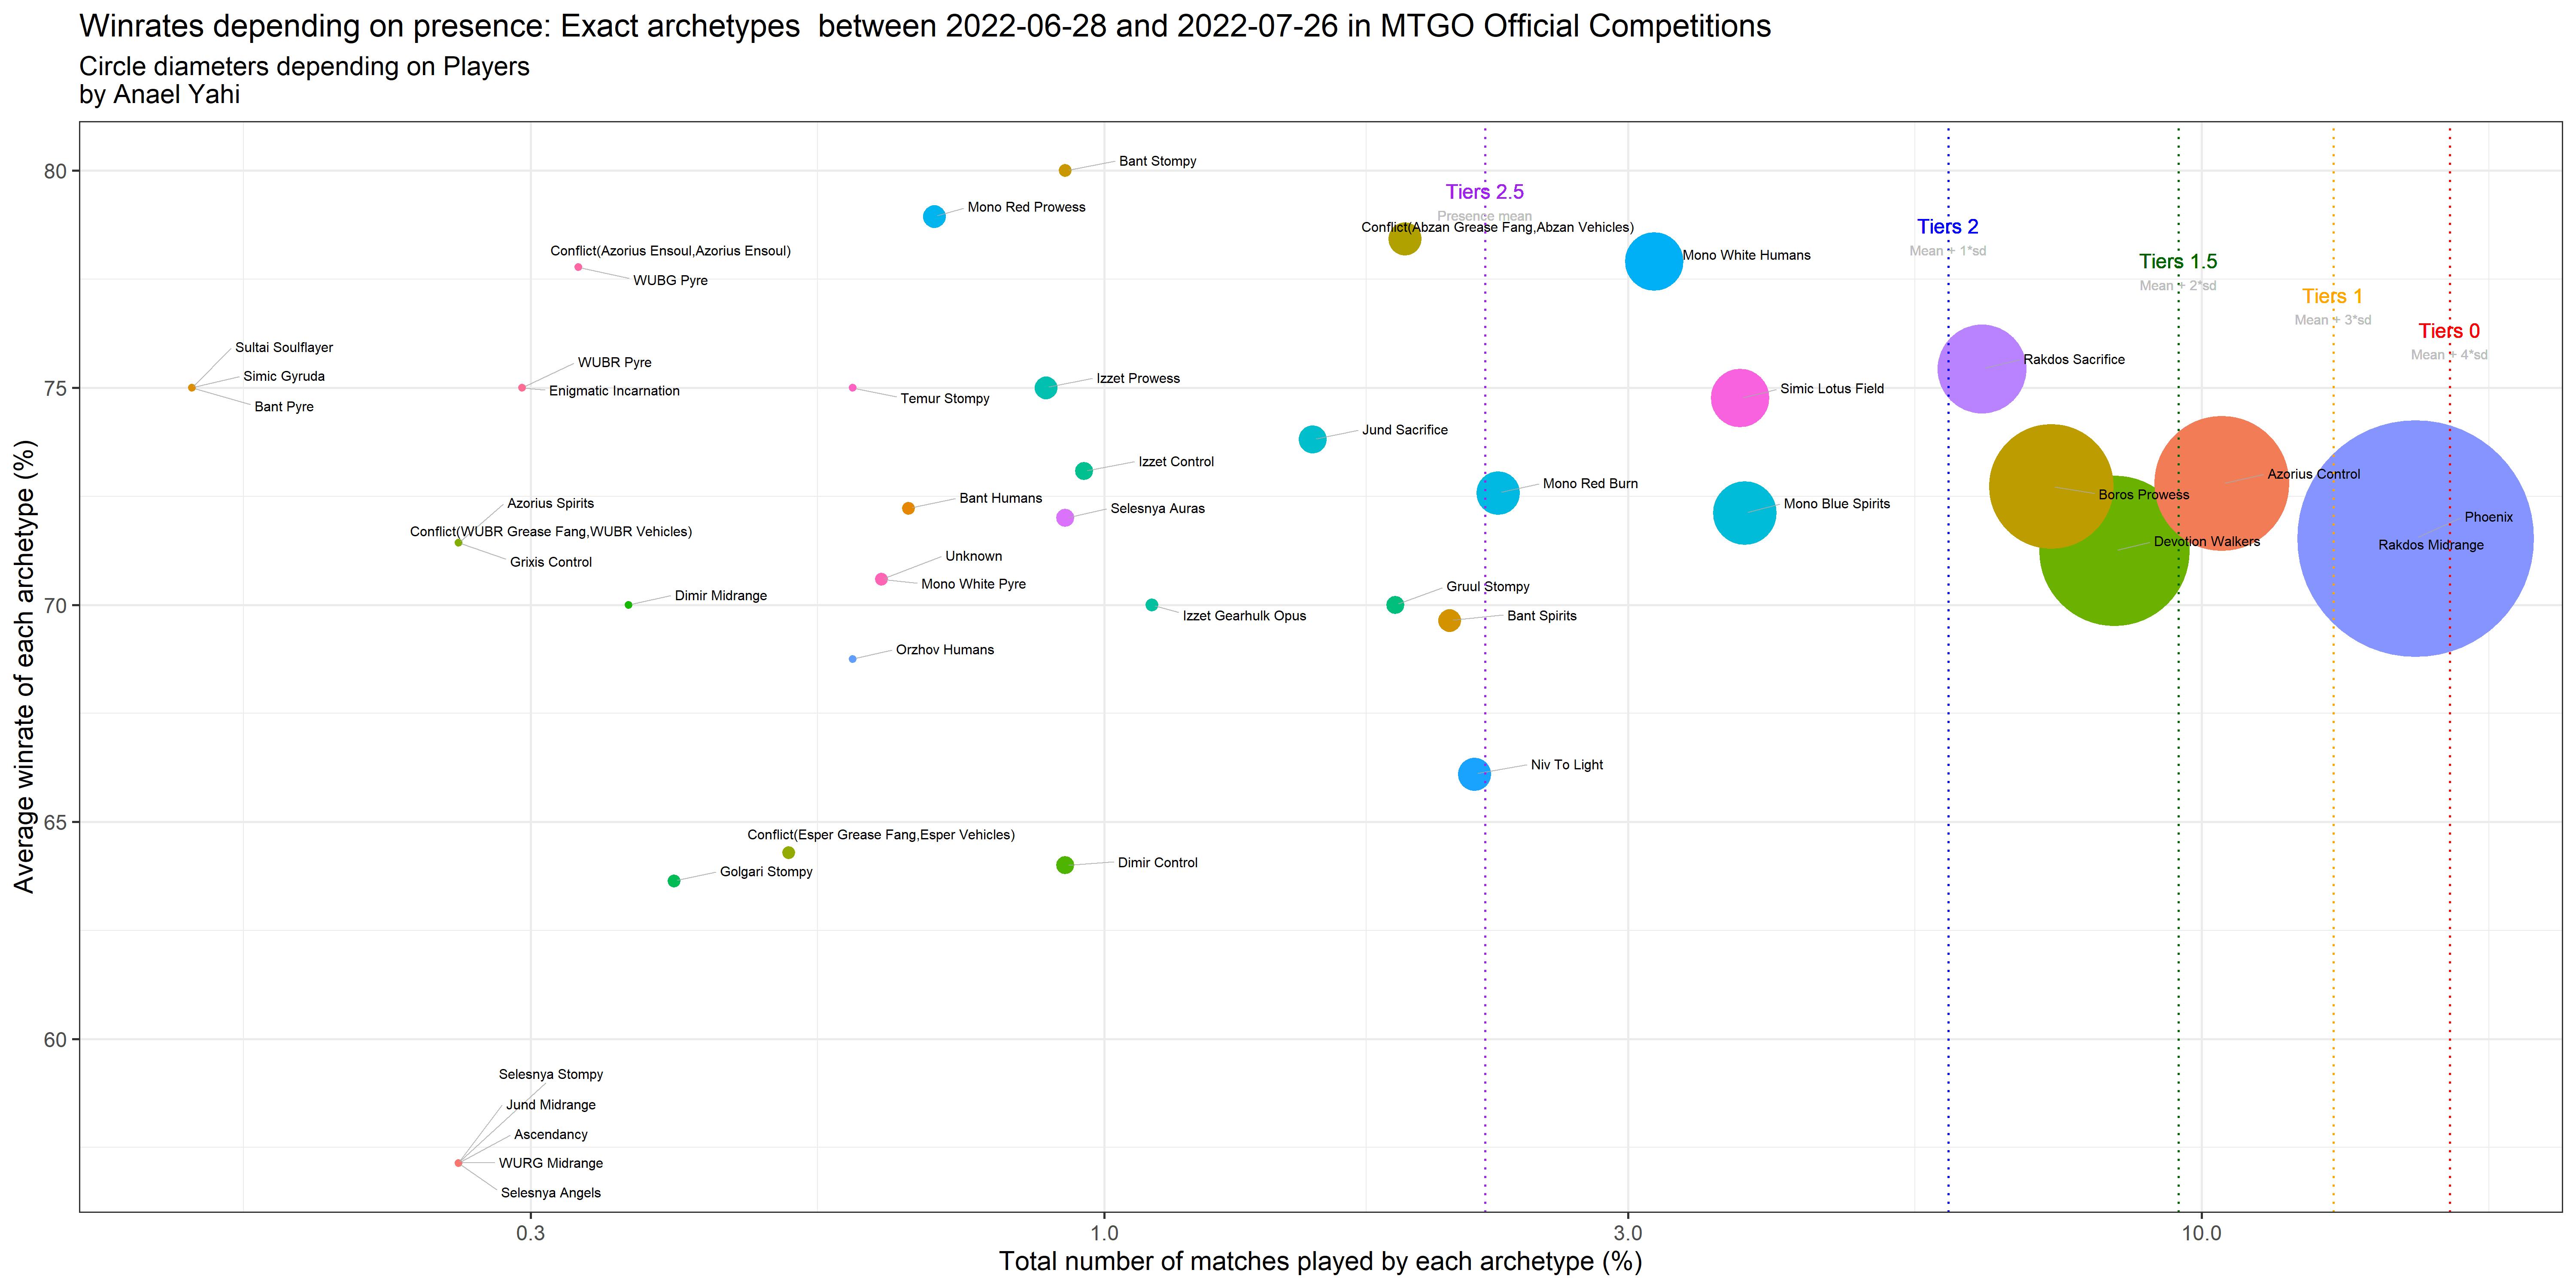 Winrates depending on presence: Exact archetypes  between 2022-06-28 and 2022-07-26 in MTGO Official Competitions
Circle diameters depending on Players
by Anael Yahi
80
75
70
65
60
Average winrate of each archetype (%)
Bant Stompy
Mono Red Prowess
Tiers 2.5
Presence mean
Conflict(Abzan Grease Fang,Abzan Vehicles)
Tiers 2
Mean + 1*sd
Conflict(Azorius Ensoul,Azorius Ensoul)
WUBG Pyre
Mono White Humans
Tiers 1.5
Mean + 2*sd
Tiers 1
Mean + 3*sd
Tiers 0
Mean + 4*sd
Sultai Soulflayer
Simic Gyruda
Bant Pyre
WUBR Pyre
Enigmatic Incarnation
Temur Stompy
Izzet Prowess
Rakdos Sacrifice
Simic Lotus Field
Jund Sacrifice
Izzet Control
Azorius Control
Mono Red Burn
Boros Prowess
Bant Humans
Selesnya Auras
Mono Blue Spirits
Azorius Spirits
Conflict(WUBR Grease Fang,WUBR Vehicles)
Grixis Control
Phoenix
Rakdos Midrange
Devotion Walkers
Unknown
Mono White Pyre
Dimir Midrange
Gruul Stompy
Izzet Gearhulk Opus
Bant Spirits
Orzhov Humans
Niv To Light
Conflict(Esper Grease Fang,Esper Vehicles)
Golgari Stompy
Dimir Control
Selesnya Stompy
Jund Midrange
Ascendancy
WURG Midrange
Selesnya Angels
0.3
1.0
3.0
10.0
Total number of matches played by each archetype (%)